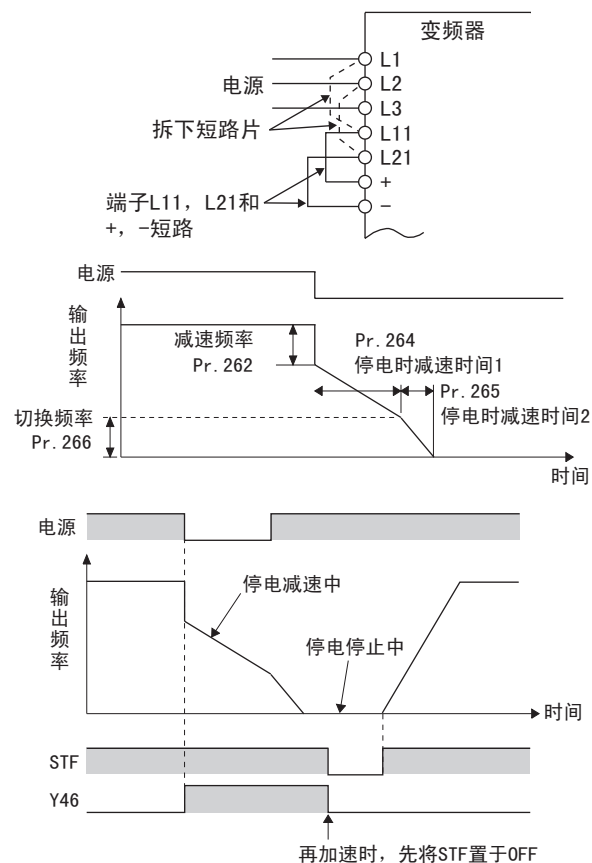 变频器
L1
电源
L2
L3
拆下短路片
L11
L21
+
端子L11，L21和
+，-短路
-
电源
输出频率
减速频率
Pr.262
Pr.264
停电时减速时间1
Pr.265
停电时减速时间2
切换频率
Pr.266
时间
电源
输出频率
停电减速中
停电停止中
时间
STF
Y46
再加速时，先将STF置于OFF